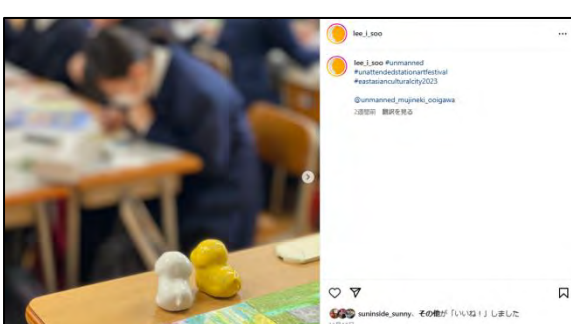 lee_i_soo
lee_i_soo #unmanned
#unattendedstationartfestival
#eastasianculturalcity2023
@unmanned_mujineki_ooigawa
2週間前 翻訳を見る
suninside_sunny、その他が「いいね！」しました